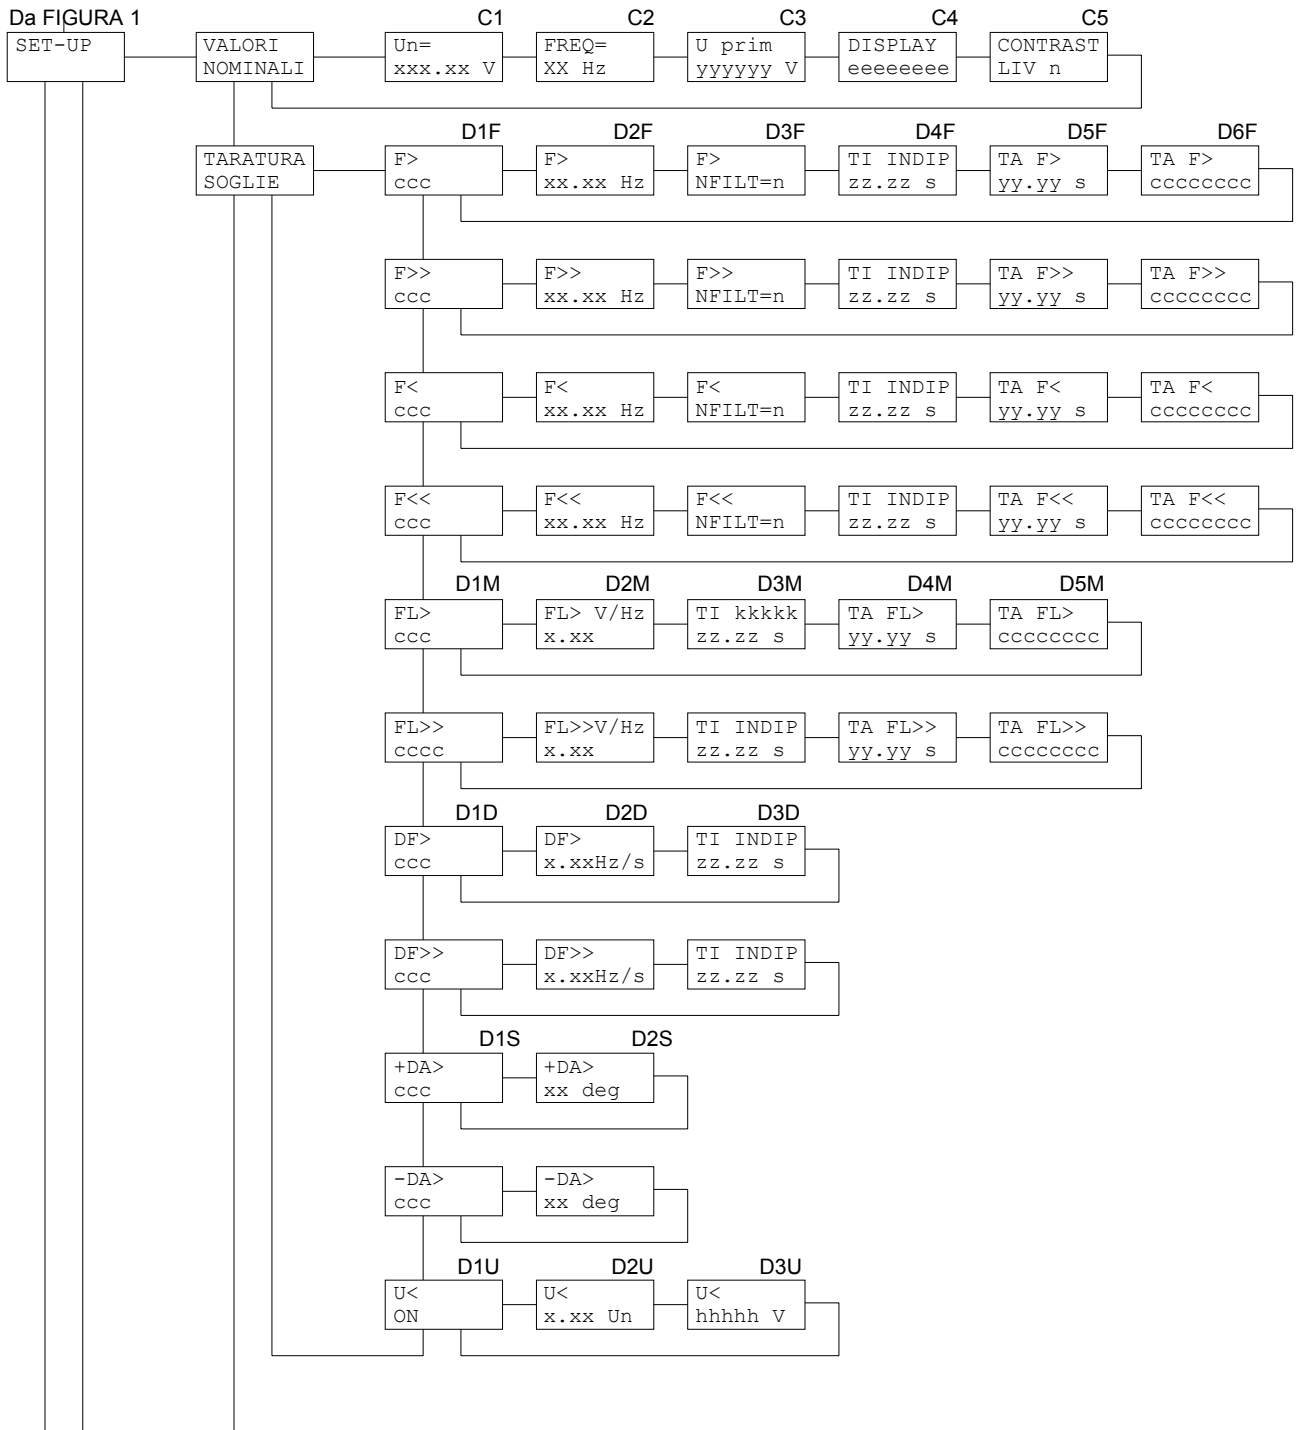 Da FIGURA 1 C1 C2 C3 C4 C5
SET-UP VALORI Un= FREQ= U prim DISPLAY CONTRAST
NOMINALI xxx.xx V XX Hz yyyyyy V eeeeeeee LIV n
D1F D2F D3F D4F D5F D6F
TARATURA F> F> F> TI INDIP TA F> TA F>
SOGLIE ccc xx.xx Hz NFILT=n zz.zz s yy.yy s cccccccc
F>> F>> F>> TI INDIP TA F>> TA F>>
ccc xx.xx Hz NFILT=n zz.zz s yy.yy s cccccccc
F< F< F< TI INDIP TA F< TA F<
ccc xx.xx Hz NFILT=n zz.zz s yy.yy s cccccccc
F<< F<< F<< TI INDIP TA F<< TA F<<
ccc xx.xx Hz NFILT=n zz.zz s yy.yy s cccccccc
D1M D2M D3M D4M D5M
FL> FL> V/Hz TI kkkkk TA FL> TA FL>
ccc x.xx zz.zz s yy.yy s cccccccc
FL>> FL>>V/Hz TI INDIP TA FL>> TA FL>>
cccc x.xx zz.zz s yy.yy s cccccccc
D1D D2D D3D
DF> DF> TI INDIP
ccc x.xxHz/s zz.zz s
DF>> DF>> TI INDIP
ccc x.xxHz/s zz.zz s
D1S D2S
+DA> +DA>
ccc xx deg
-DA> -DA>
ccc xx deg
D1U D2U D3U
U< U< U<
ON x.xx Un hhhhh V